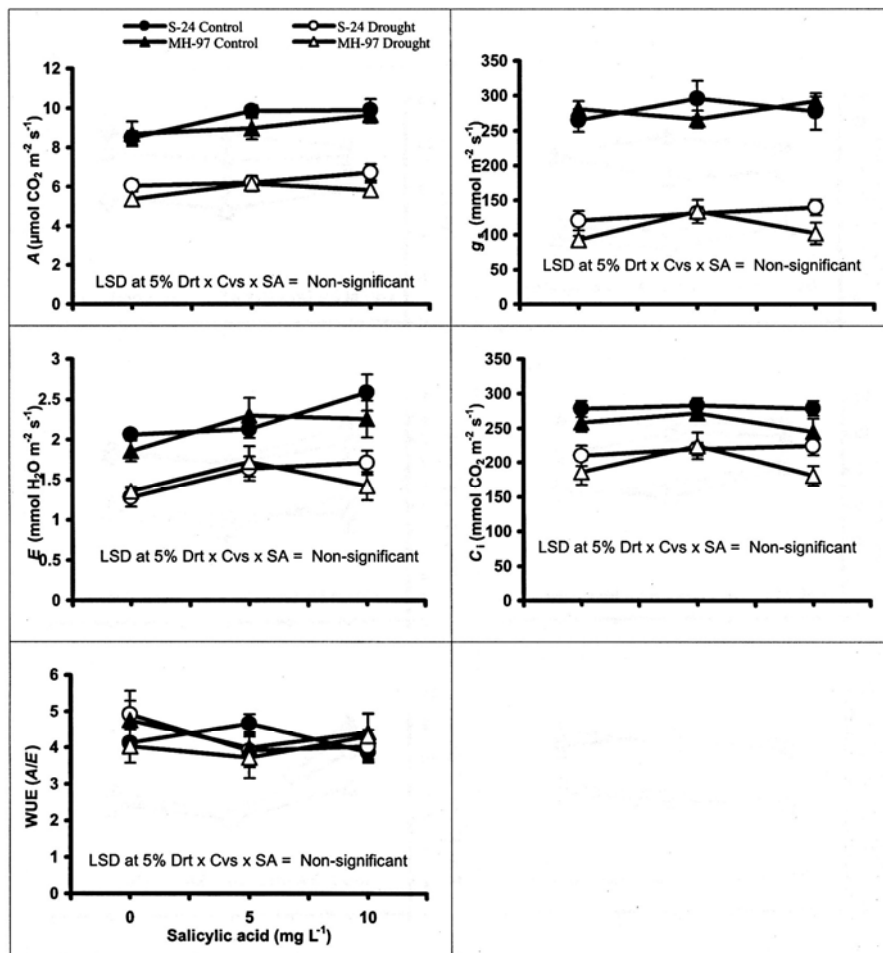 S-24 Control S-24 Drought
MH-97 Control MH-97 Drought
A (µmol CO2 m-2 s-1)
12
10
8
6
4
2
0
LSD at 5% Drt x Cvs x SA = Non-significant
gs (mmol m-2 s-1)
350
300
250
200
150
100
50
0
LSD at 5% Drt x Cvs x SA = Non-significant
E (mmol H2O m-2 s-1)
3
2.5
2
1.5
1
0.5
0
LSD at 5% Drt x Cvs x SA = Non-significant
Ci (mmol CO2 m-2 s-1)
350
300
250
200
150
100
50
0
LSD at 5% Drt x Cvs x SA = Non-significant
WUE (A/E)
6
5
4
3
2
1
0
LSD at 5% Drt x Cvs x SA = Non-significant
0 5 10
Salicylic acid (mg L-1)